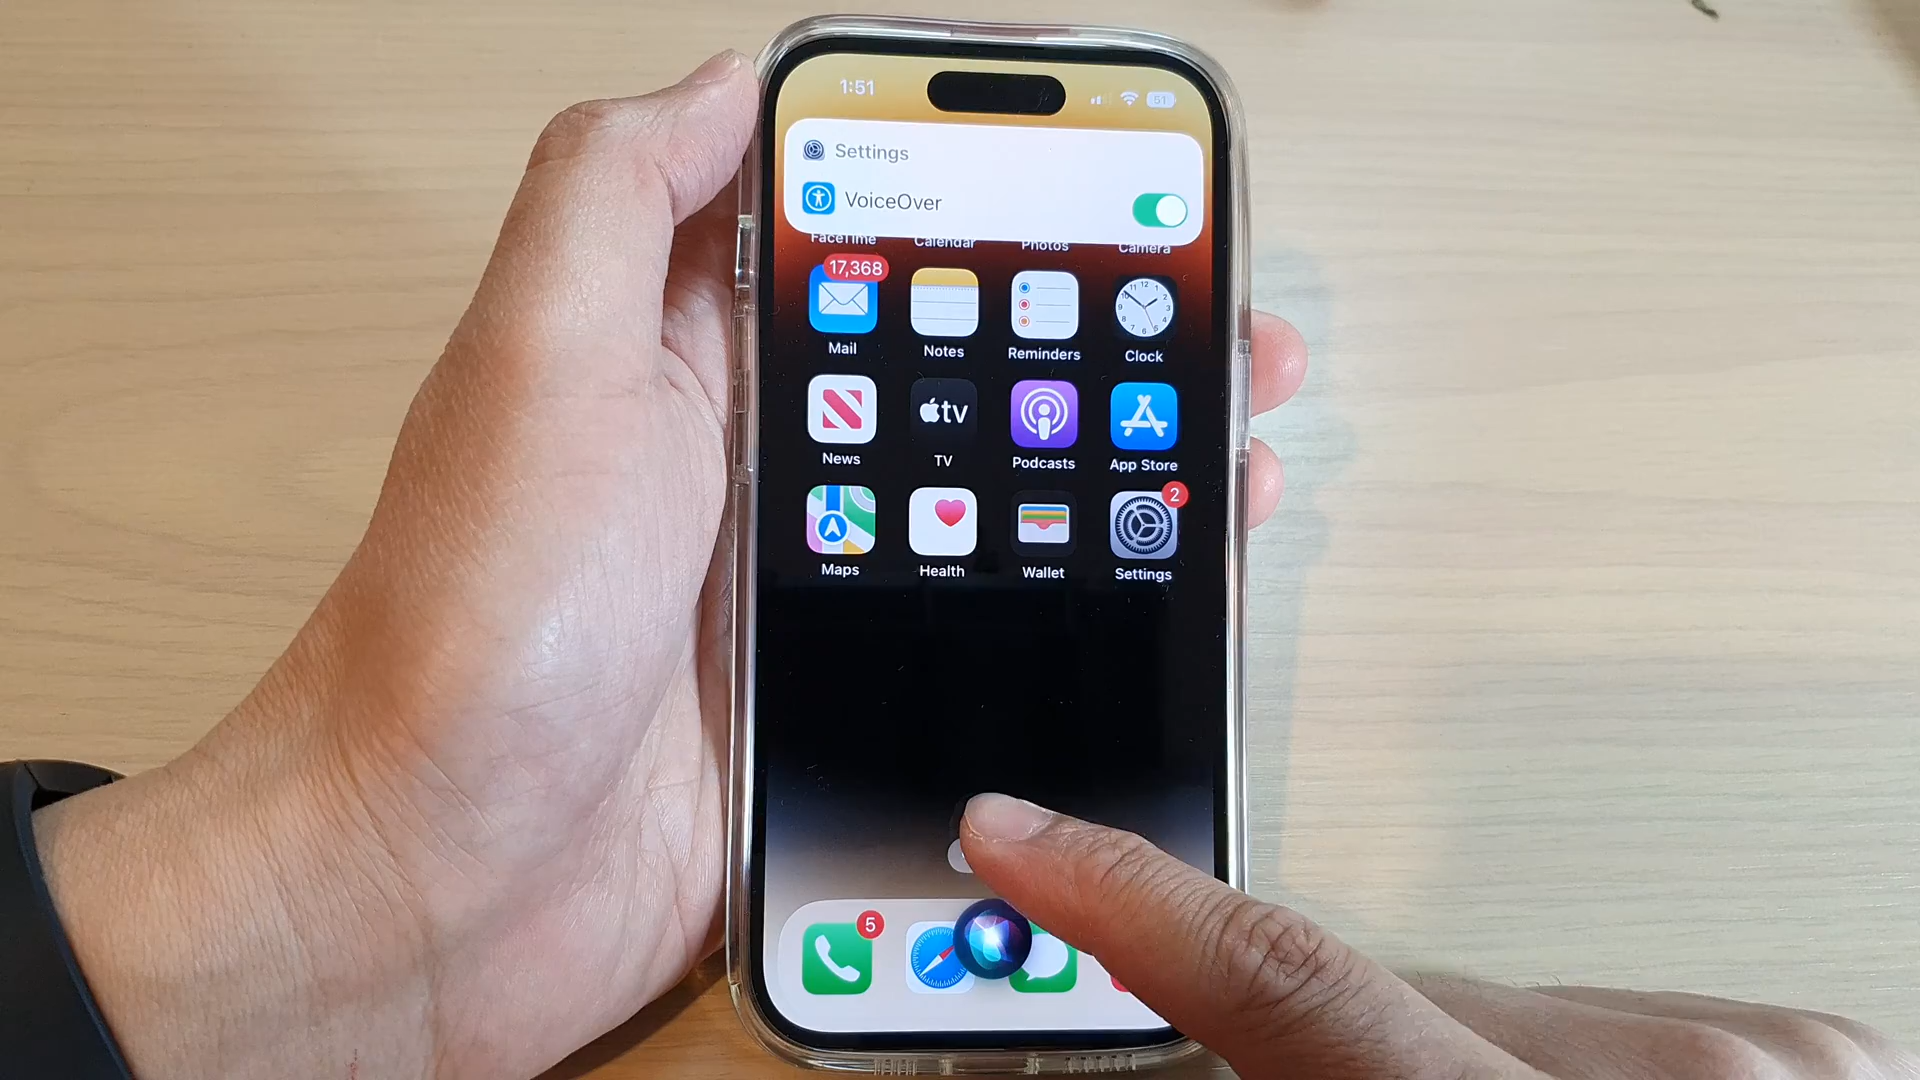 1:51
51
Settings
VoiceOver
FaceTime Calendar Photos Camera
17,368
Mail Notes Reminders Clock
tv
News TV Podcasts App Store
2
Maps Health Wallet Settings
5